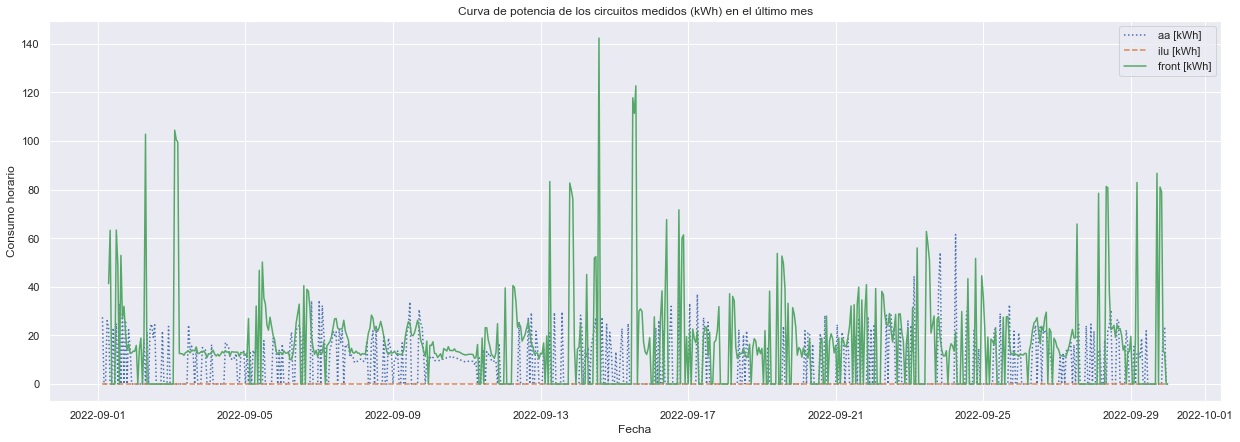 Curva de potencia de los circuitos medidos (kWh) en el último mes
aa [kWh]
ilu [kWh]
front [kWh]
Consumo horario
140
120
100
80
60
40
20
0
2022-09-01
2022-09-05
2022-09-09
2022-09-13
2022-09-17
2022-09-21
2022-09-25
2022-09-29
2022-10-01
Fecha